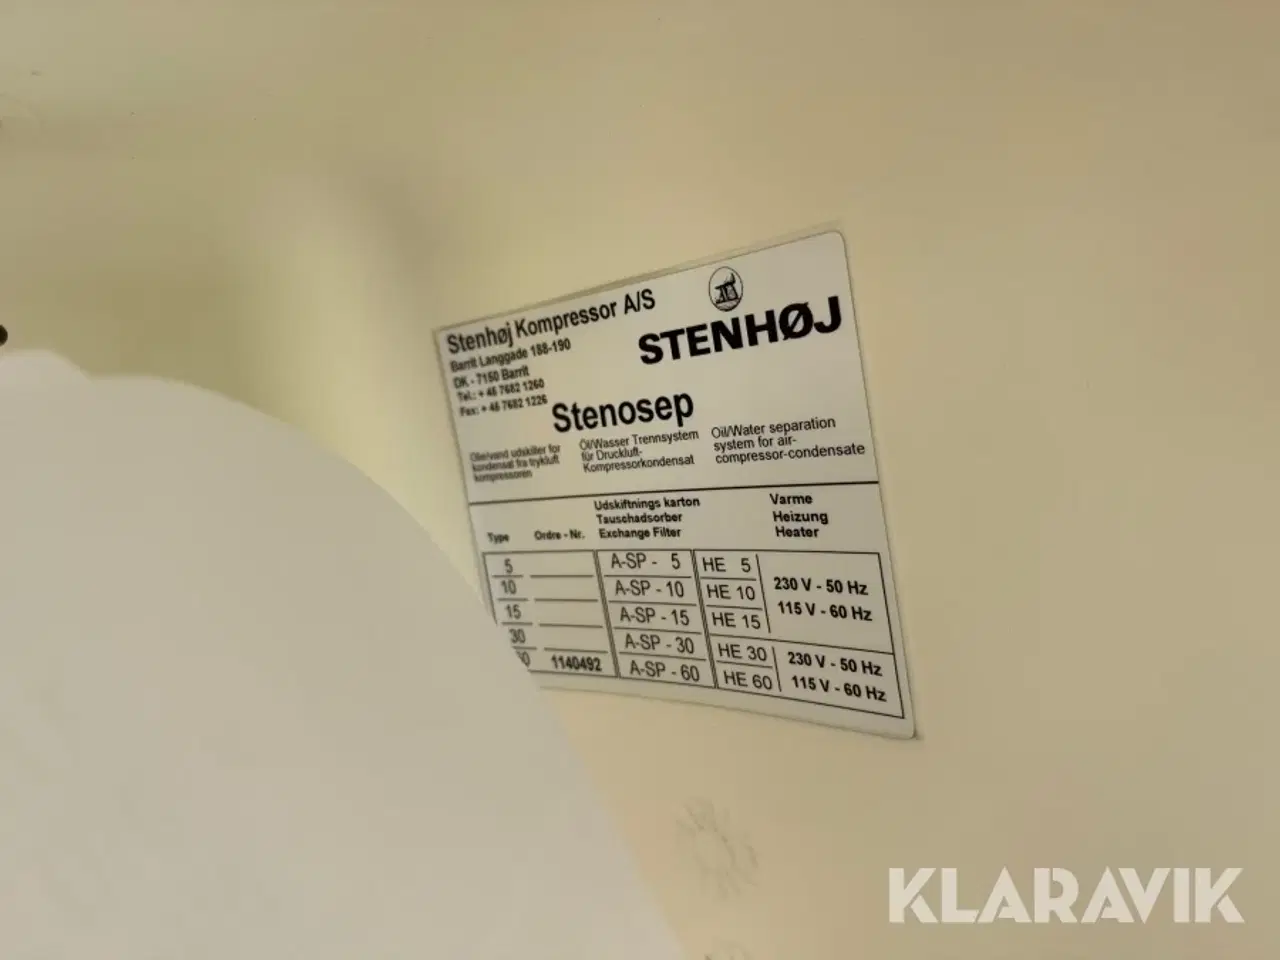 Stenhøj Kompressor A/S
Barrit Langgade 188-190
DK - 7150 Barrit
Tel.: + 45 7682 1260
Fax: + 45 7682 1226
STENHØJ
Stenosep
Olie/vand udskiller for
kondensat fra trykluft
kompressoren
Öl/Wasser Trennsystem
für Druckluft-
Kompressorkondensat
Oil/Water separation
system for air-
compressor-condensate
Type
Ordre - Nr.
Udskiftnings karton
Tauschadsorber
Exchange Filter
Varme
Heizung
Heater
5 A-SP - 5 HE 5
10 A-SP - 10 HE 10
15 A-SP - 15 HE 15
230 V - 50 Hz
115 V - 60 Hz
30 A-SP - 30 HE 30
0 1140492 A-SP - 60 HE 60
230 V - 50 Hz
115 V - 60 Hz
KLARAVIK